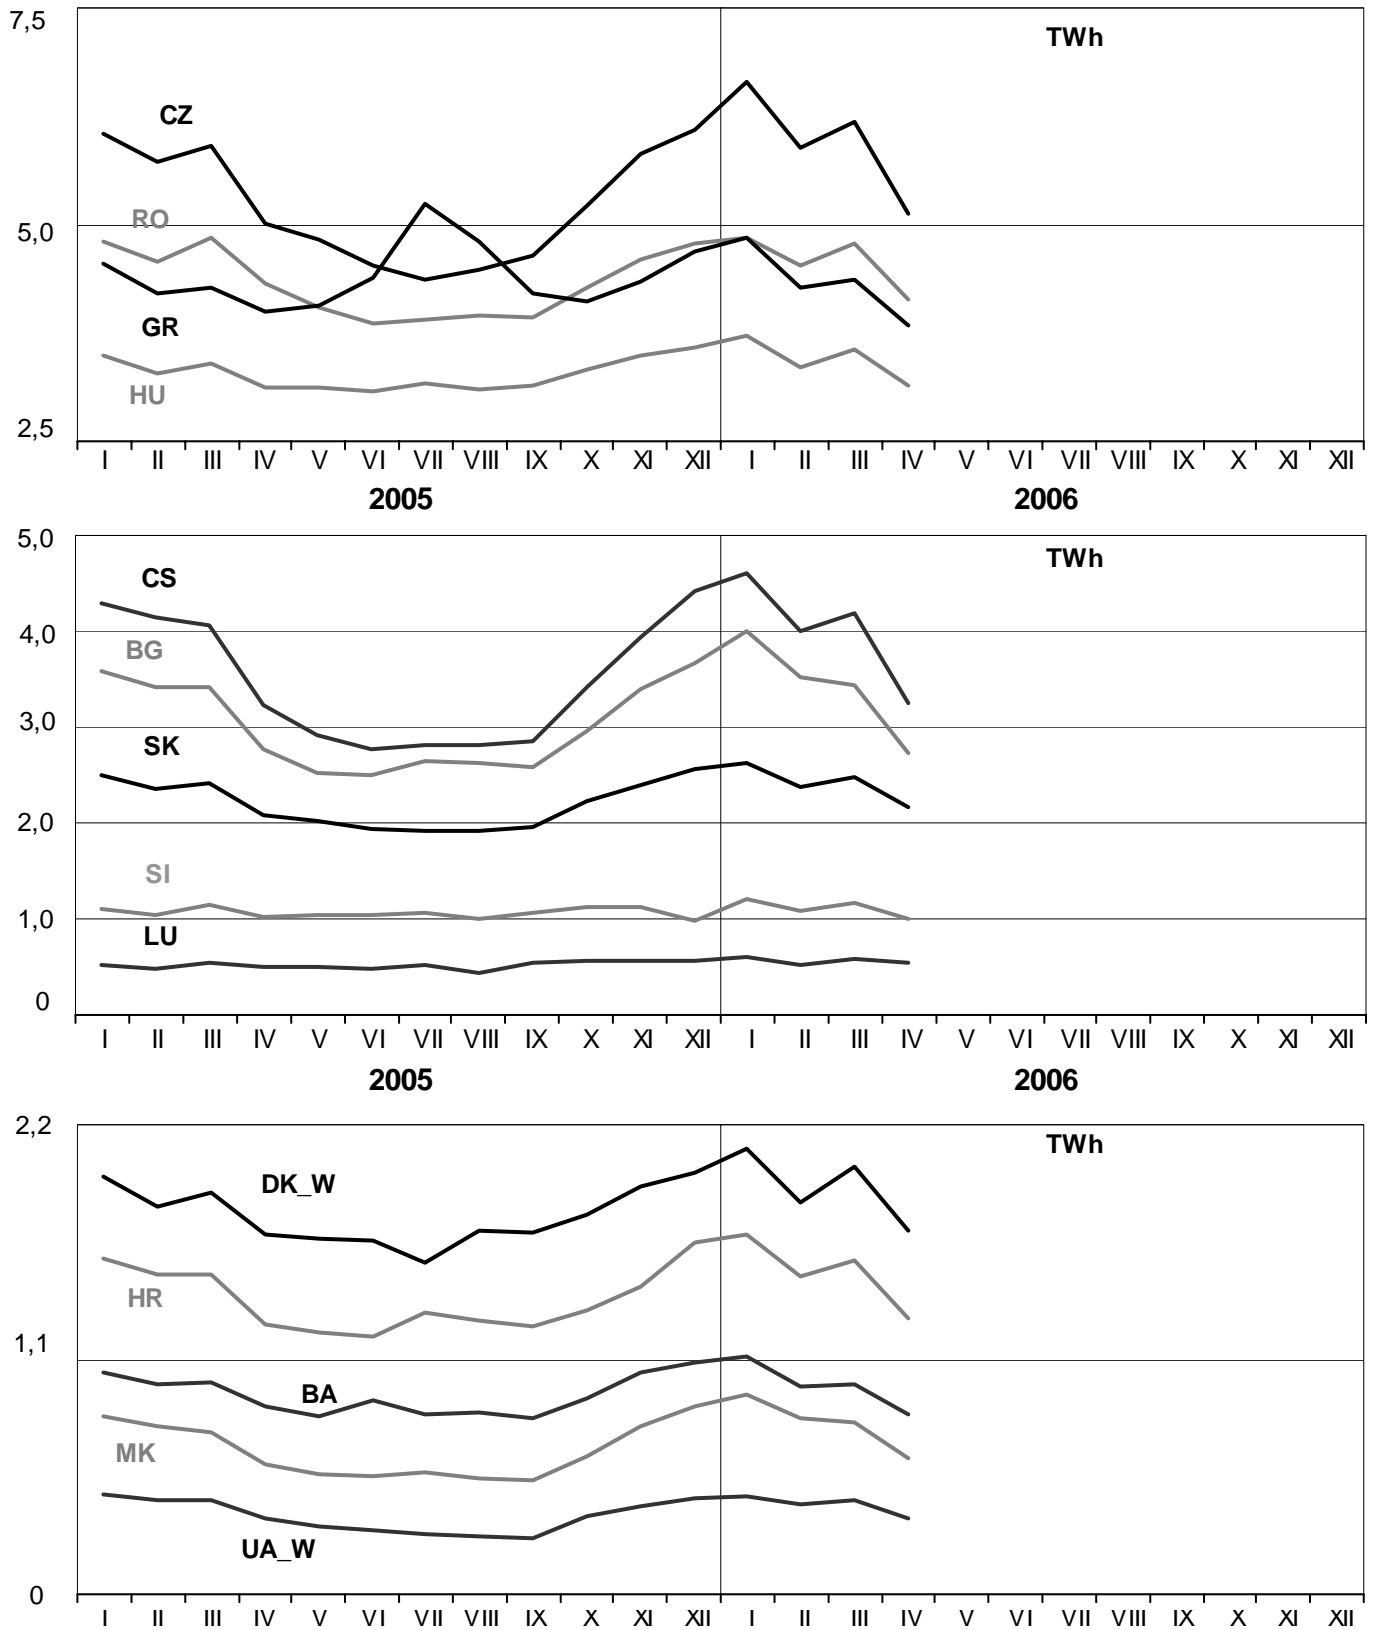 7,5
TWh
CZ
RO
5,0
GR
HU
2,5
I II III IV V VI VII VIII IX X XI XII I II III IV V VI VII VIII IX X XI XII
2005 2006
5,0
TWh
CS
4,0
BG
3,0
SK
2,0
SI
1,0
LU
0
I II III IV V VI VII VIII IX X XI XII I II III IV V VI VII VIII IX X XI XII
2005 2006
2,2
TWh
DK_W
HR
1,1
BA
MK
UA_W
0
I II III IV V VI VII VIII IX X XI XII I II III IV V VI VII VIII IX X XI XII